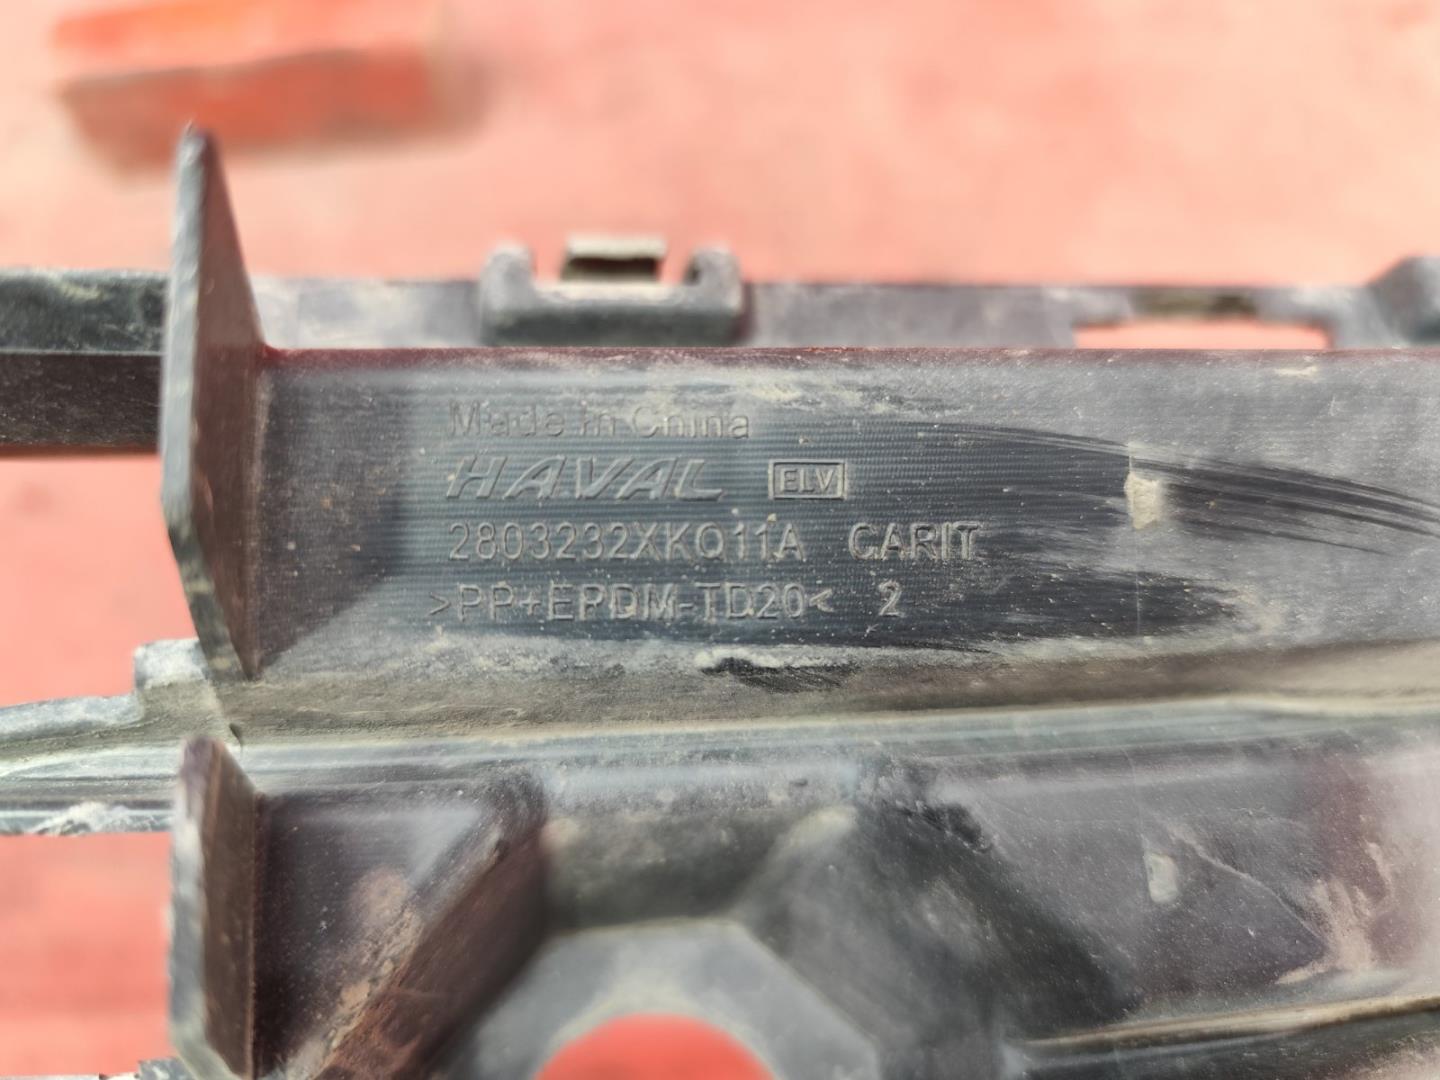 Made in China
HAVAL ELV
2803232XKQ11A CARIT
>PP+EPDM-TD20< 2